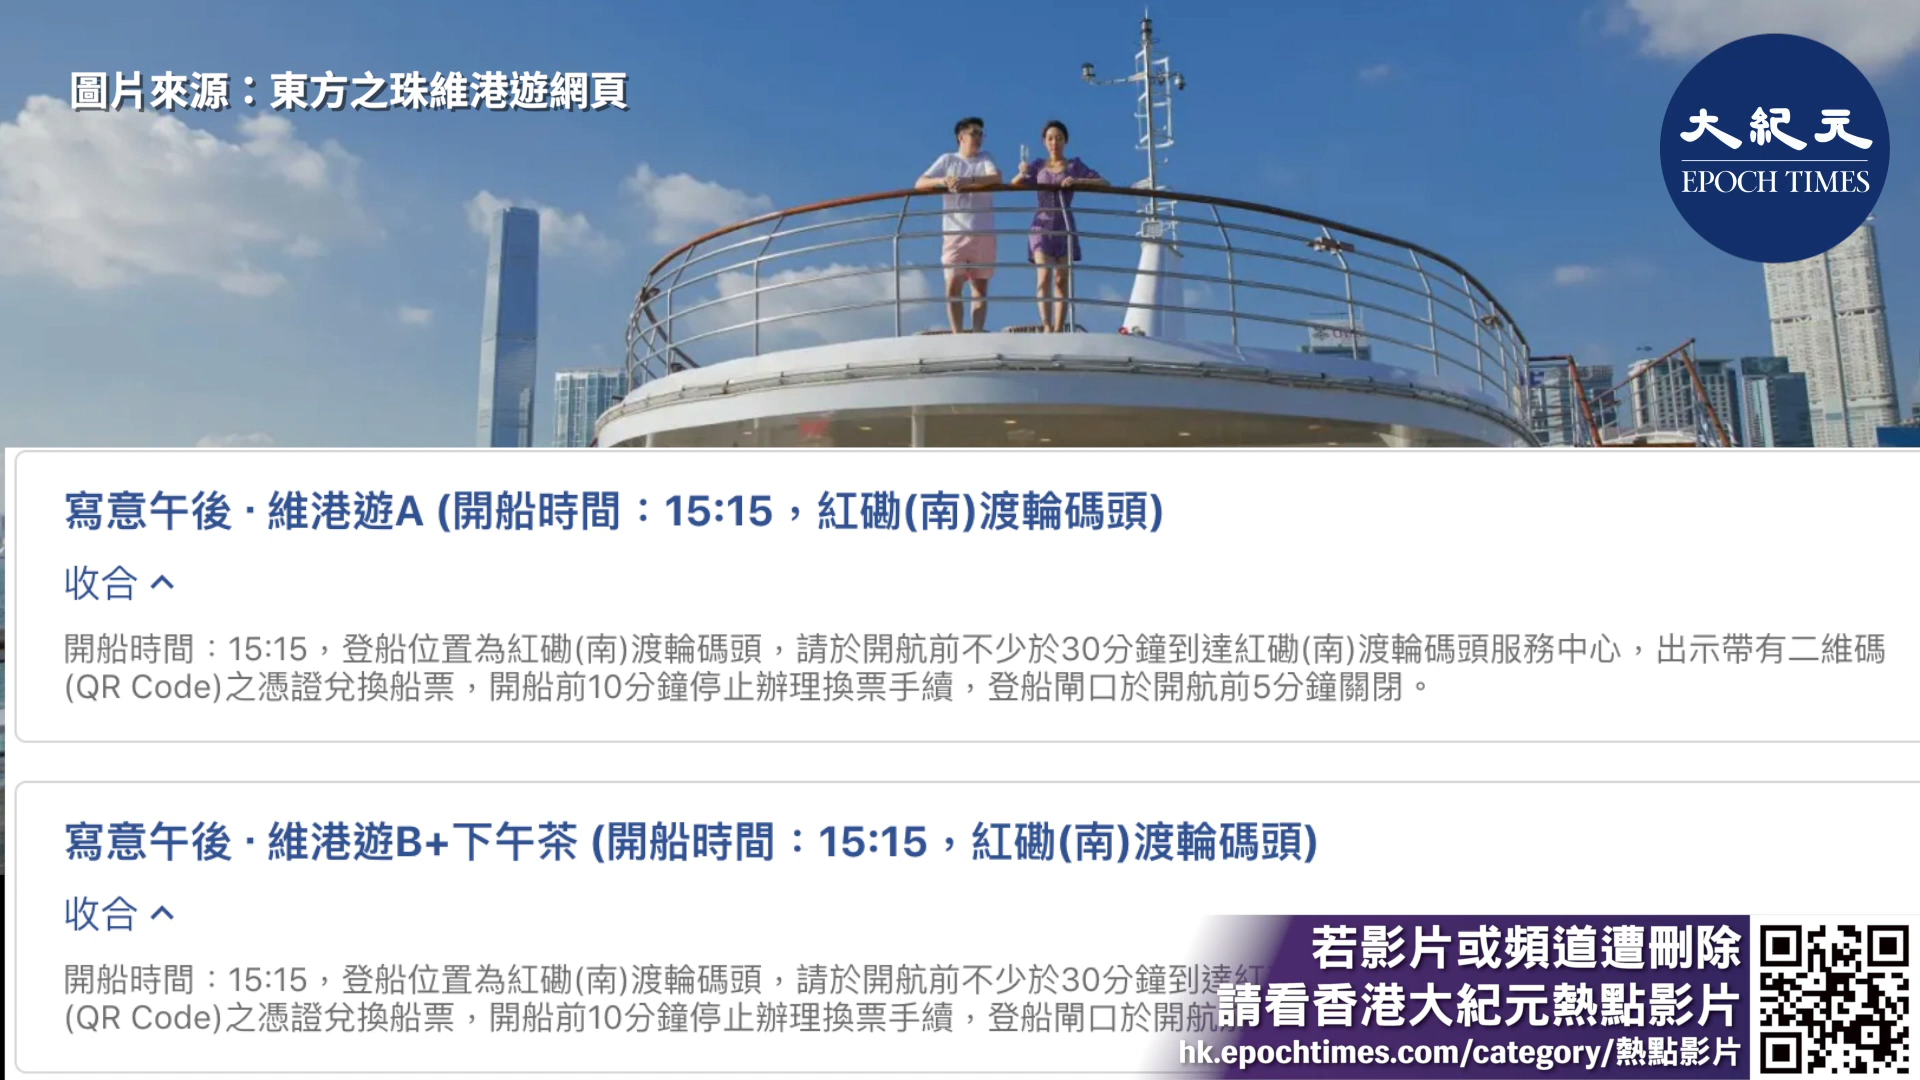 圖片來源：東方之珠維港遊網頁
大紀元
EPOCH TIMES
寫意午後 · 維港遊A (開船時間：15:15，紅磡(南)渡輪碼頭)
收合
開船時間：15:15，登船位置為紅磡(南)渡輪碼頭，請於開航前不少於30分鐘到達紅磡(南)渡輪碼頭服務中心，出示帶有二維碼
(QR Code)之憑證兌換船票，開船前10分鐘停止辦理換票手續，登船閘口於開航前5分鐘關閉。
寫意午後 · 維港遊B+下午茶 (開船時間：15:15，紅磡(南)渡輪碼頭)
收合
開船時間：15:15，登船位置為紅磡(南)渡輪碼頭，請於開航前不少於30分鐘到達紅
(QR Code)之憑證兌換船票，開船前10分鐘停止辦理換票手續，登船閘口於開航
若影片或頻道遭刪除
請看香港大紀元熱點影片
hk.epochtimes.com/category/熱點影片